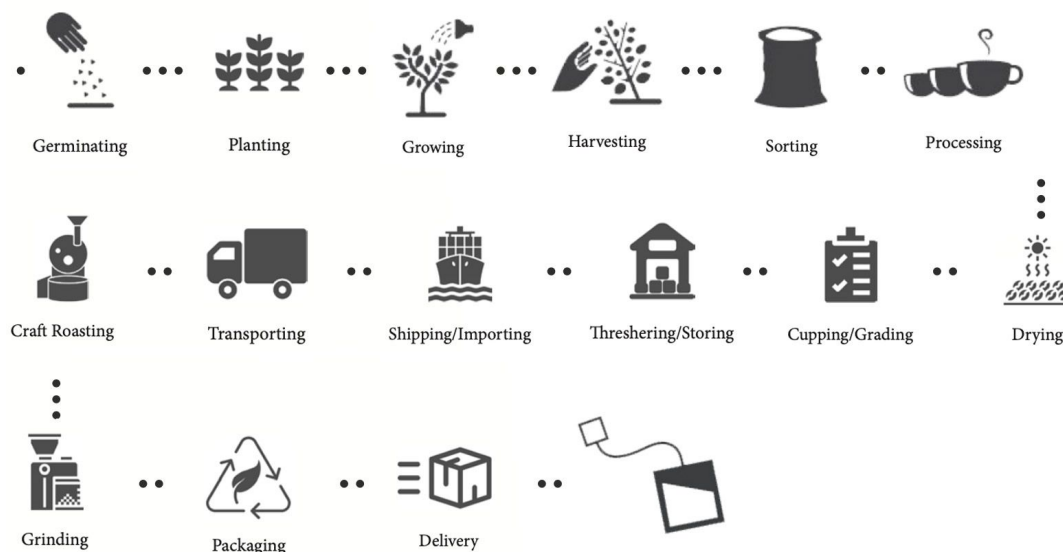 Germinating
Planting
Growing
Harvesting
Sorting
Processing
Craft Roasting
Transporting
Shipping/Importing
Threshering/Storing
Cupping/Grading
Drying
Grinding
Packaging
Delivery